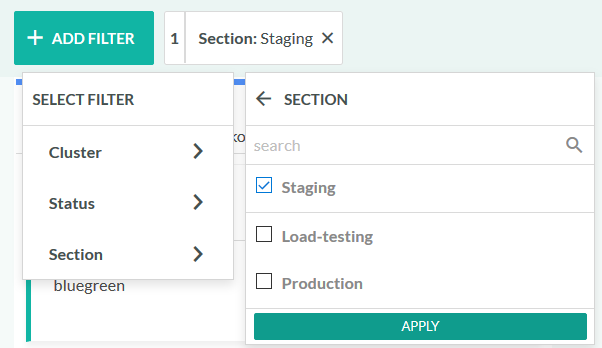 + ADD FILTER
1 Section: Staging ×
SELECT FILTER
Cluster
Status
Section
SECTION
search
Staging
Load-testing
Production
APPLY
ko
bluegreen